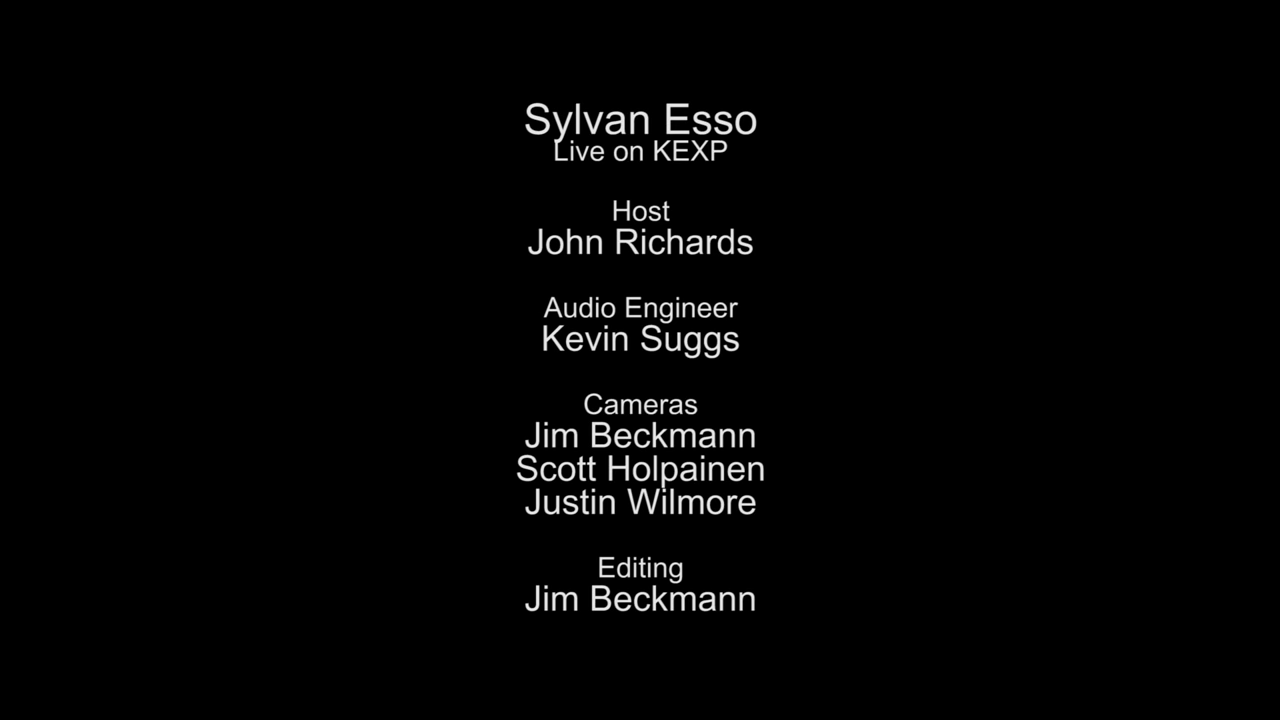 Sylvan Esso
Live on KEXP
Host
John Richards
Audio Engineer
Kevin Suggs
Cameras
Jim Beckmann
Scott Holpainen
Justin Wilmore
Editing
Jim Beckmann